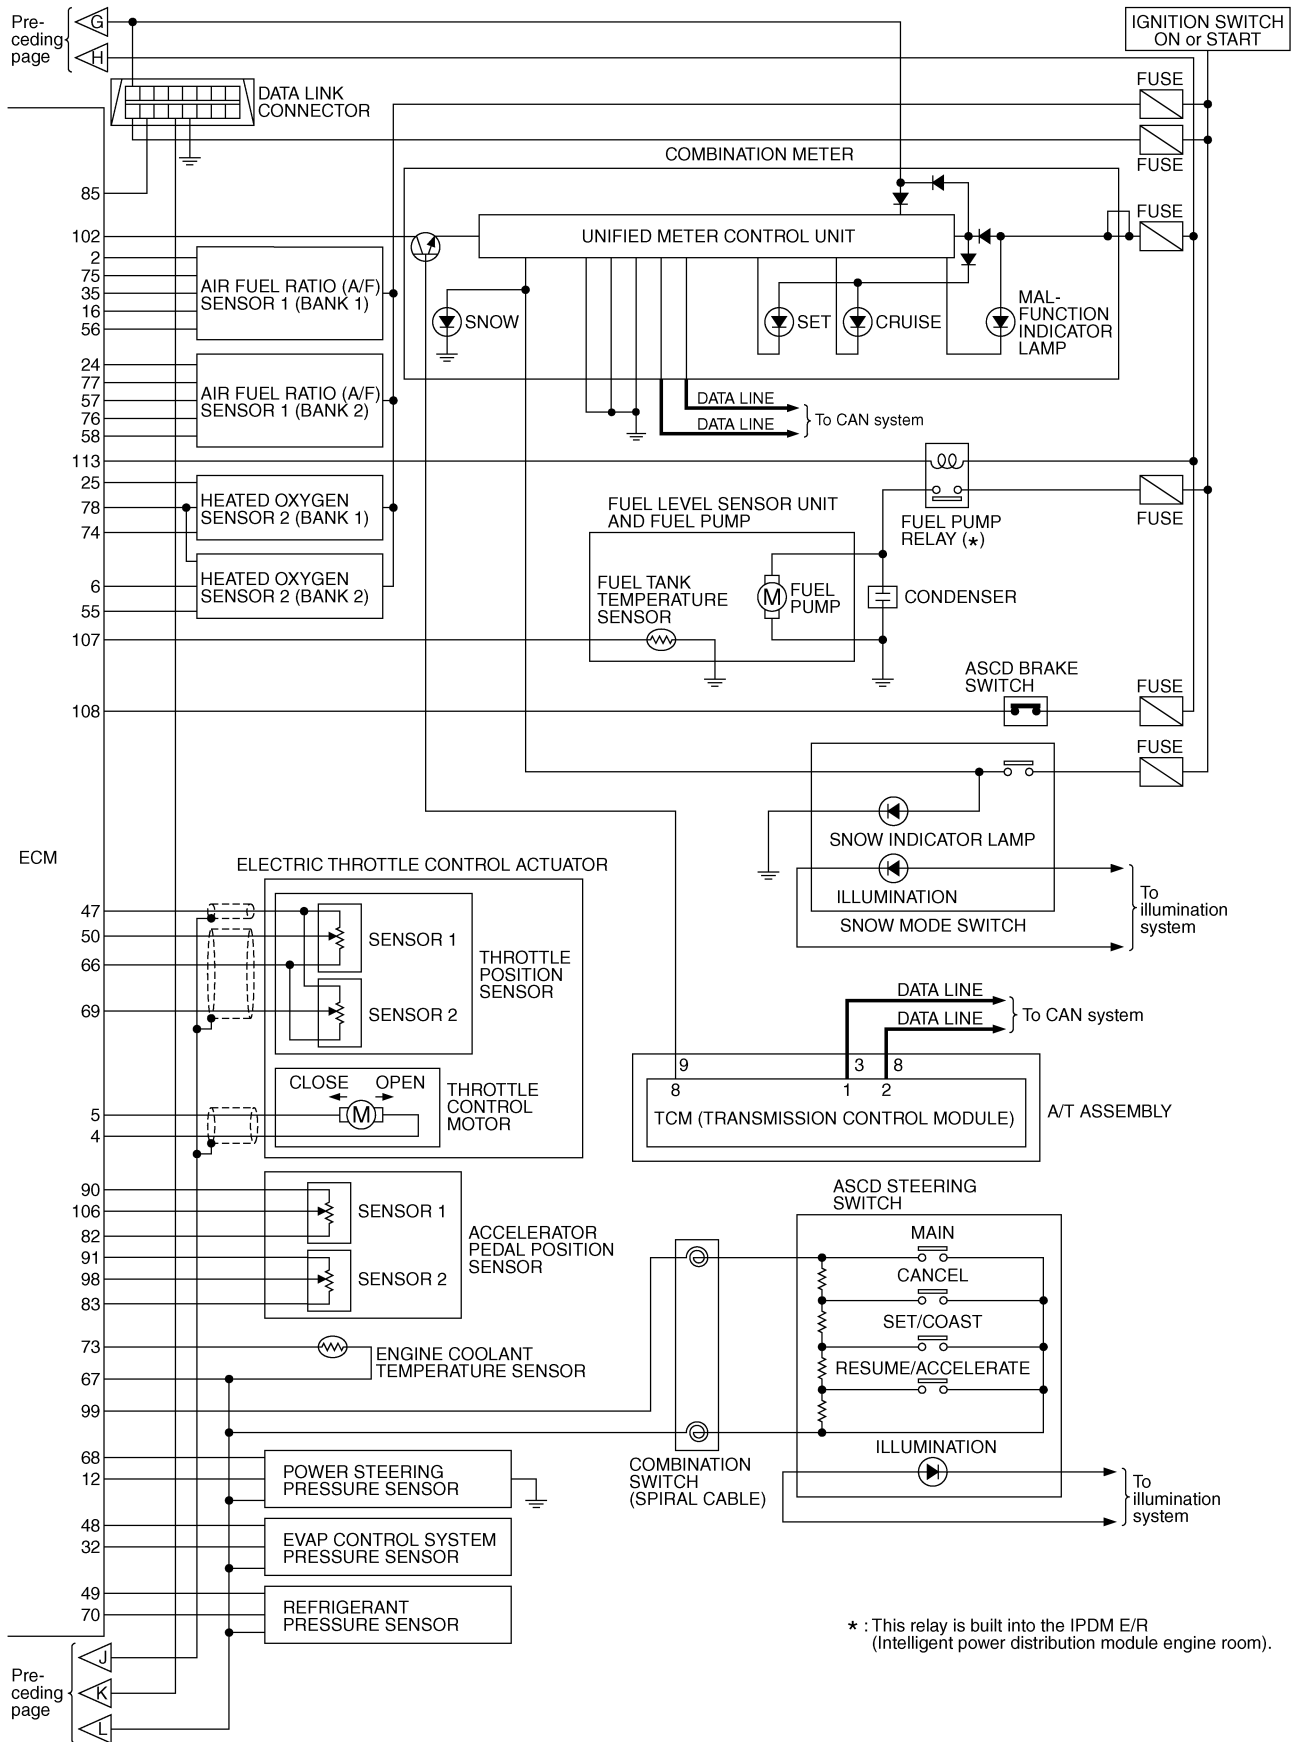 Pre-
ceding
page
G
H
IGNITION SWITCH
ON or START
DATA LINK
CONNECTOR
FUSE
FUSE
COMBINATION METER
85
102
2
75
35
16
56
UNIFIED METER CONTROL UNIT
FUSE
AIR FUEL RATIO (A/F)
SENSOR 1 (BANK 1)
SNOW
SET
CRUISE
MAL-
FUNCTION
INDICATOR
LAMP
24
77
57
76
58
AIR FUEL RATIO (A/F)
SENSOR 1 (BANK 2)
DATA LINE
DATA LINE
To CAN system
113
25
78
74
HEATED OXYGEN
SENSOR 2 (BANK 1)
FUEL LEVEL SENSOR UNIT
AND FUEL PUMP
FUEL PUMP
RELAY (*)
FUSE
6
55
HEATED OXYGEN
SENSOR 2 (BANK 2)
FUEL TANK
TEMPERATURE
SENSOR
M
FUEL
PUMP
CONDENSER
107
ASCD BRAKE
SWITCH
FUSE
108
FUSE
SNOW INDICATOR LAMP
ILLUMINATION
SNOW MODE SWITCH
To
illumination
system
ECM
ELECTRIC THROTTLE CONTROL ACTUATOR
47
50
66
69
SENSOR 1
SENSOR 2
THROTTLE
POSITION
SENSOR
DATA LINE
DATA LINE
To CAN system
9
3
8
8
1
2
TCM (TRANSMISSION CONTROL MODULE)
A/T ASSEMBLY
CLOSE
OPEN
M
THROTTLE
CONTROL
MOTOR
5
4
90
106
82
91
98
83
SENSOR 1
SENSOR 2
ACCELERATOR
PEDAL POSITION
SENSOR
ASCD STEERING
SWITCH
MAIN
CANCEL
SET/COAST
RESUME/ACCELERATE
ILLUMINATION
73
67
99
ENGINE COOLANT
TEMPERATURE SENSOR
COMBINATION
SWITCH
(SPIRAL CABLE)
To
illumination
system
68
12
POWER STEERING
PRESSURE SENSOR
48
32
EVAP CONTROL SYSTEM
PRESSURE SENSOR
49
70
REFRIGERANT
PRESSURE SENSOR
* : This relay is built into the IPDM E/R
(Intelligent power distribution module engine room).
Pre-
ceding
page
J
K
L